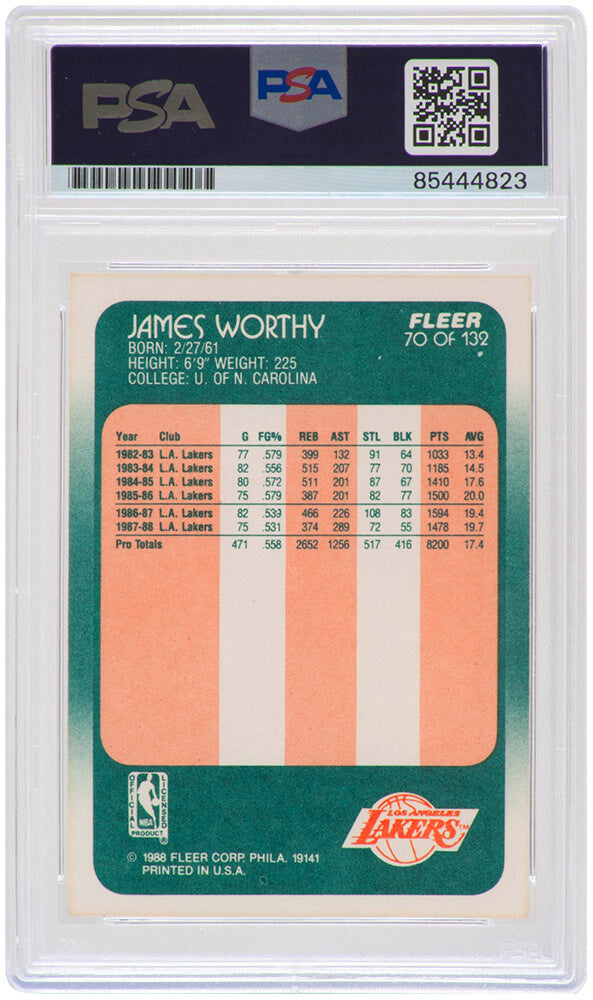 PSA PSA
85444823
JAMES WORTHY
BORN: 2/27/61
HEIGHT: 6'9" WEIGHT: 225
COLLEGE: U. OF N. CAROLINA
FLEER
70 OF 132
Year Club G FG% REB AST STL BLK PTS AVG
1982-83 L.A. Lakers 77 .579 399 132 91 64 1033 13.4
1983-84 L.A. Lakers 82 .556 515 207 77 70 1185 14.5
1984-85 L.A. Lakers 80 .572 511 201 87 67 1410 17.6
1985-86 L.A. Lakers 75 .579 387 201 82 77 1500 20.0
1986-87 L.A. Lakers 82 .539 466 226 108 83 1594 19.4
1987-88 L.A. Lakers 75 .531 374 289 72 55 1478 19.7
Pro Totals 471 .558 2652 1256 517 416 8200 17.4
OFFICIAL NBA LICENSED
PRODUCT
LOS ANGELES
LAKERS™
© 1988 FLEER CORP. PHILA. 19141
PRINTED IN U.S.A.
PSA